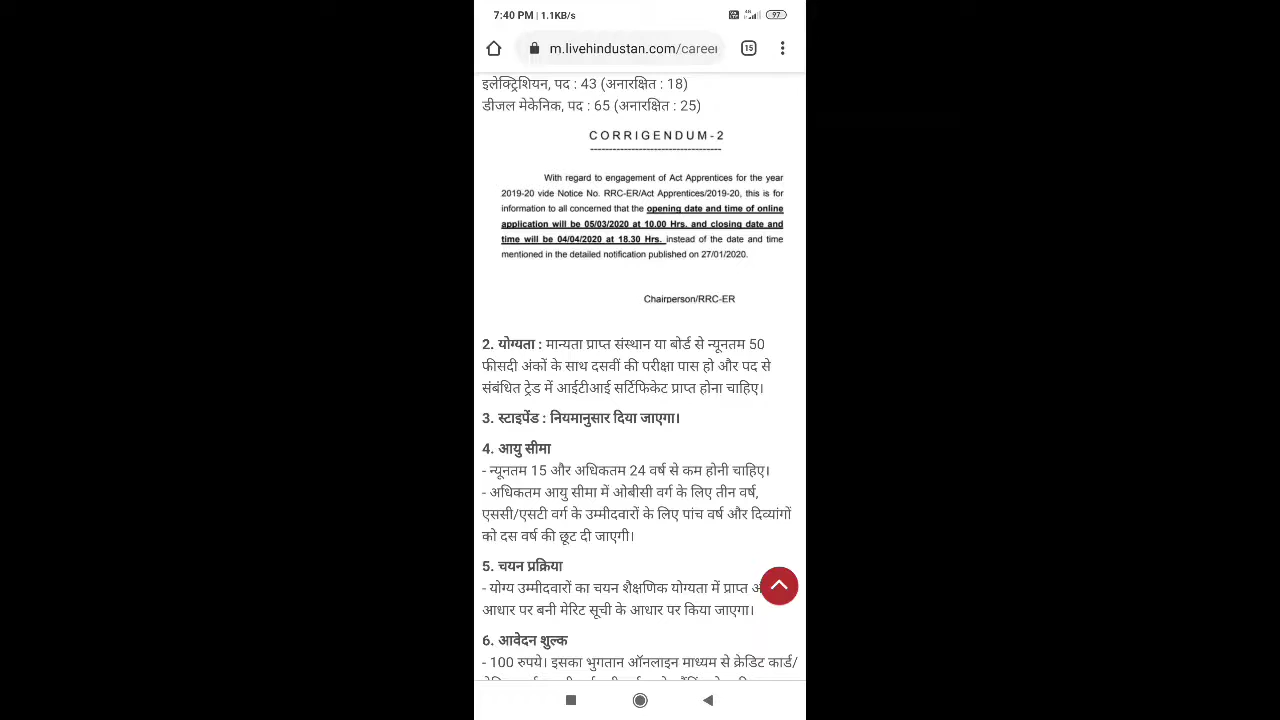 7:40 PM | 1.1KB/s
4G
97
m.livehindustan.com/career
15
इलेक्ट्रिशियन, पद : 43 (अनारक्षित : 18)
डीजल मेकेनिक, पद : 65 (अनारक्षित : 25)
CORRIGENDUM-2
-----------------------------------
With regard to engagement of Act Apprentices for the year
2019-20 vide Notice No. RRC-ER/Act Apprentices/2019-20, this is for
information to all concerned that the opening date and time of online
application will be 05/03/2020 at 10.00 Hrs. and closing date and
time will be 04/04/2020 at 18.30 Hrs. instead of the date and time
mentioned in the detailed notification published on 27/01/2020.
Chairperson/RRC-ER
2. योग्यता : मान्यता प्राप्त संस्थान या बोर्ड से न्यूनतम 50
फीसदी अंकों के साथ दसवीं की परीक्षा पास हो और पद से
संबंधित ट्रेड में आईटीआई सर्टिफिकेट प्राप्त होना चाहिए।
3. स्टाइपेंड : नियमानुसार दिया जाएगा।
4. आयु सीमा
- न्यूनतम 15 और अधिकतम 24 वर्ष से कम होनी चाहिए।
- अधिकतम आयु सीमा में ओबीसी वर्ग के लिए तीन वर्ष,
एससी/एसटी वर्ग के उम्मीदवारों के लिए पांच वर्ष और दिव्यांगों
को दस वर्ष की छूट दी जाएगी।
5. चयन प्रक्रिया
- योग्य उम्मीदवारों का चयन शैक्षणिक योग्यता में प्राप्त
आधार पर बनी मेरिट सूची के आधार पर किया जाएगा।
6. आवेदन शुल्क
- 100 रुपये। इसका भुगतान ऑनलाइन माध्यम से क्रेडिट कार्ड/